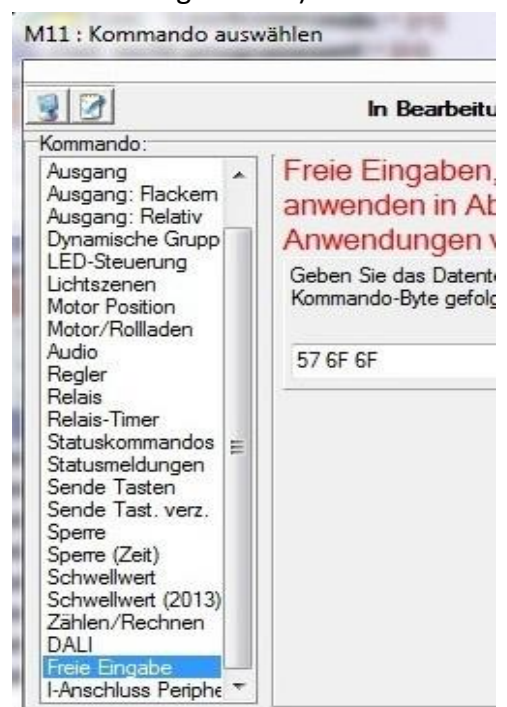 M11 : Kommando auswählen
In Bearbeitu
Kommando:
Ausgang
Ausgang: Flackern
Ausgang: Relativ
Dynamische Grupp
LED-Steuerung
Lichtszenen
Motor Position
Motor/Rollladen
Audio
Regler
Relais
Relais-Timer
Statuskommandos
Statusmeldungen
Sende Tasten
Sende Tast. verz.
Sperre
Sperre (Zeit)
Schwellwert
Schwellwert (2013)
Zählen/Rechnen
DALI
Freie Eingabe
I-Anschluss Periphe
Freie Eingaben,
anwenden in Ab
Anwendungen v
Geben Sie das Datente
Kommando-Byte gefolg
57 6F 6F